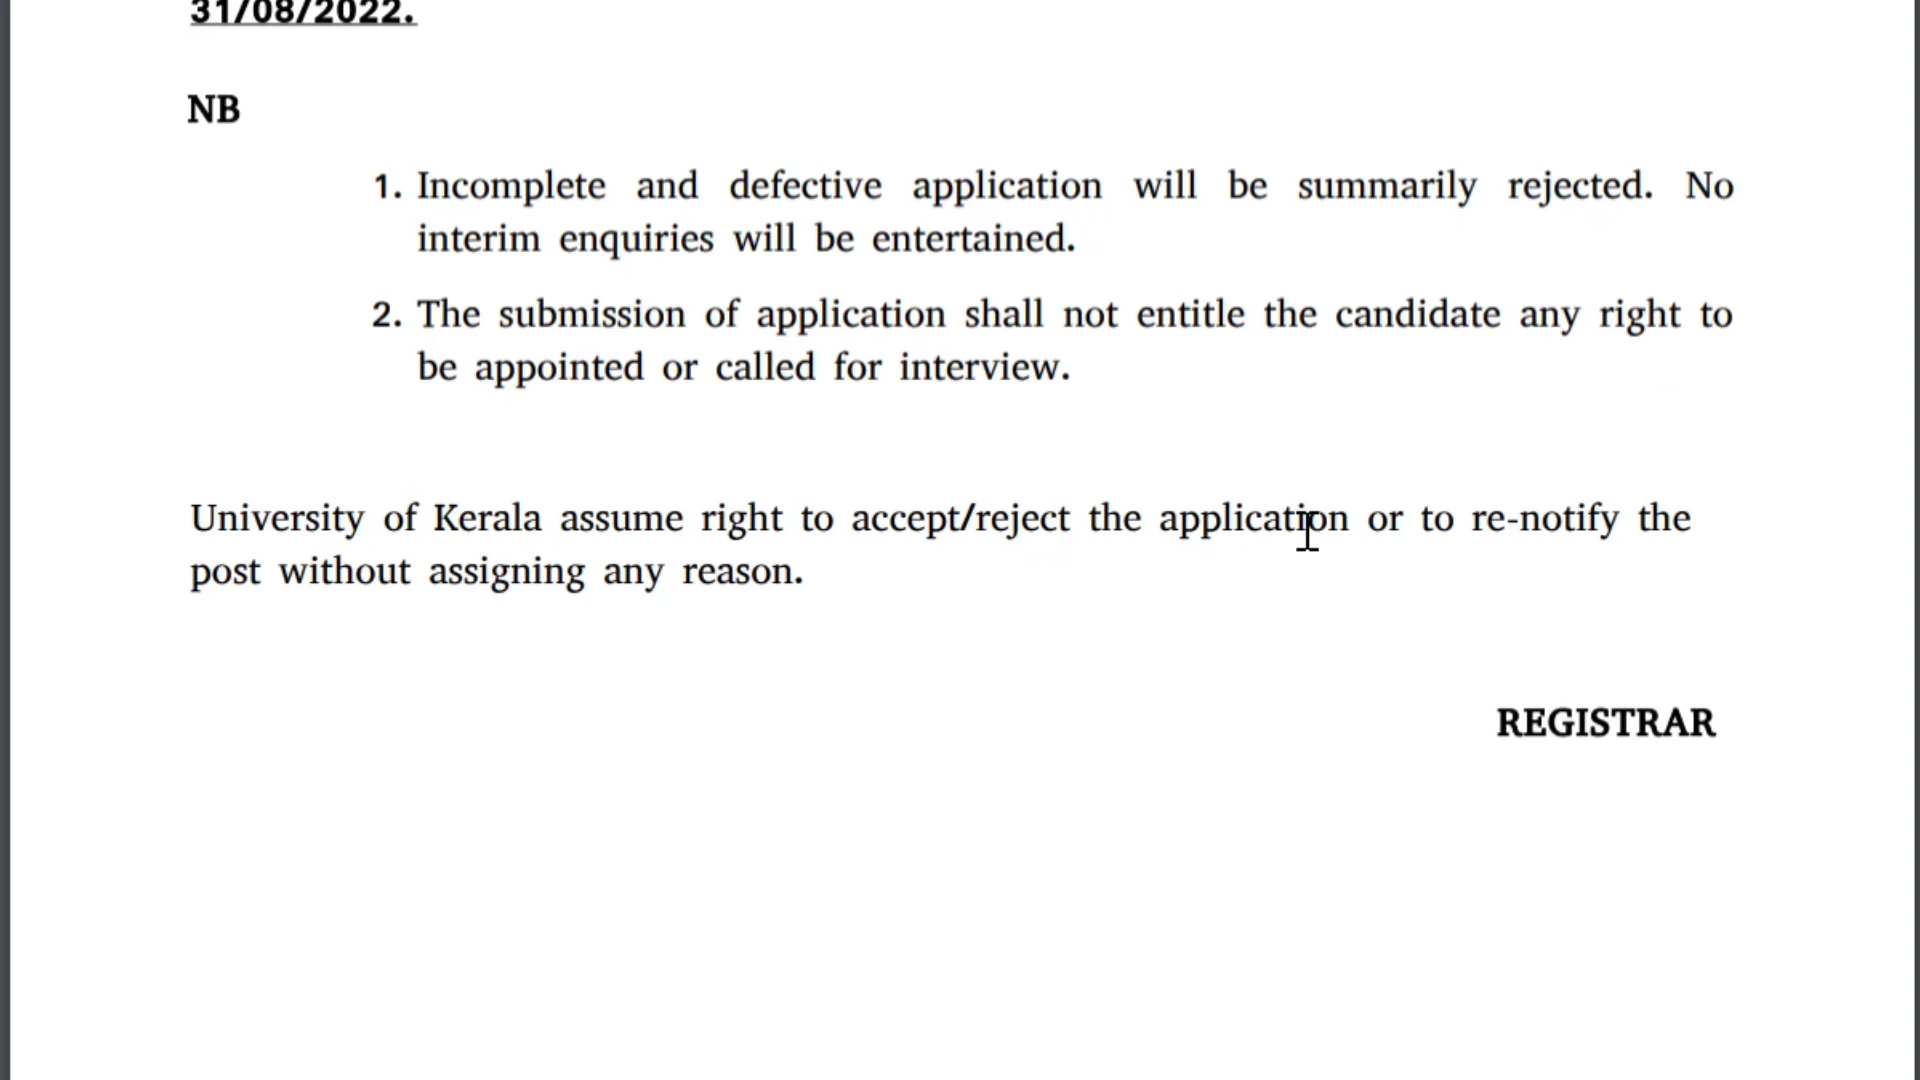 31/08/2022.
NB
1. Incomplete and defective application will be summarily rejected. No
interim enquiries will be entertained.
2. The submission of application shall not entitle the candidate any right to
be appointed or called for interview.
University of Kerala assume right to accept/reject the application or to re-notify the
post without assigning any reason.
REGISTRAR